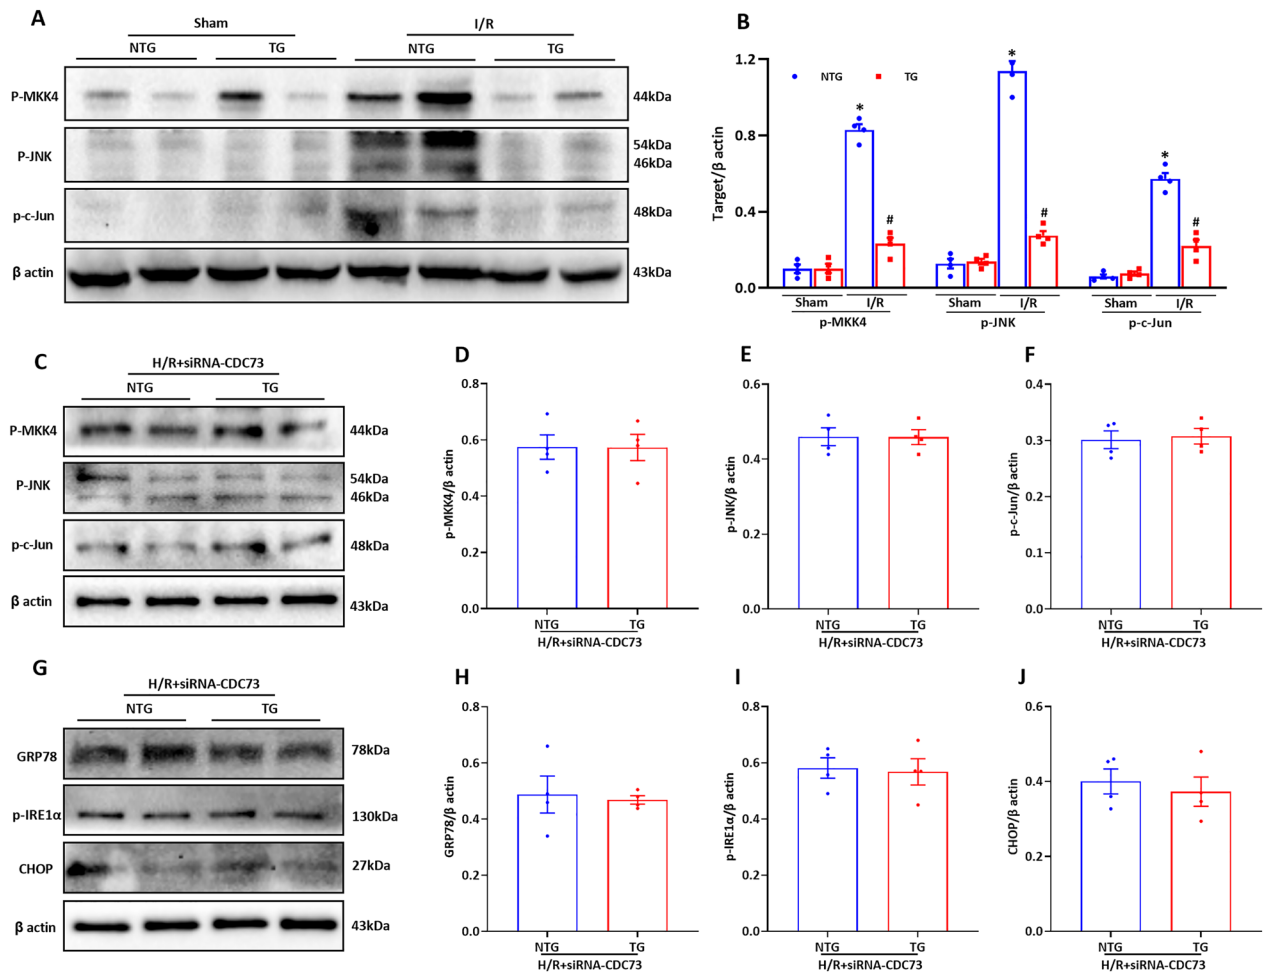 A
Sham
I/R
NTG
TG
NTG
TG
P-MKK4
44kDa
P-JNK
54kDa
46kDa
p-c-Jun
48kDa
β actin
43kDa
B
NTG
TG
Target/β actin
1.2
0.8
0.4
0.0
*
#
*
#
*
#
Sham
I/R
Sham
I/R
Sham
I/R
p-MKK4
p-JNK
p-c-Jun
C
H/R+siRNA-CDC73
NTG
TG
P-MKK4
44kDa
P-JNK
54kDa
46kDa
p-c-Jun
48kDa
β actin
43kDa
D
p-MKK4/β actin
0.8
0.6
0.4
0.2
0.0
NTG
TG
H/R+siRNA-CDC73
E
p-JNK/β actin
0.6
0.4
0.2
0.0
NTG
TG
H/R+siRNA-CDC73
F
p-c-Jun/β actin
0.4
0.3
0.2
0.1
0.0
NTG
TG
H/R+siRNA-CDC73
G
H/R+siRNA-CDC73
NTG
TG
GRP78
78kDa
p-IRE1α
130kDa
CHOP
27kDa
β actin
43kDa
H
GRP78/β actin
0.8
0.6
0.4
0.2
0.0
NTG
TG
H/R+siRNA-CDC73
I
p-IRE1α/β actin
0.8
0.6
0.4
0.2
0.0
NTG
TG
H/R+siRNA-CDC73
J
CHOP/β actin
0.6
0.4
0.2
0.0
NTG
TG
H/R+siRNA-CDC73